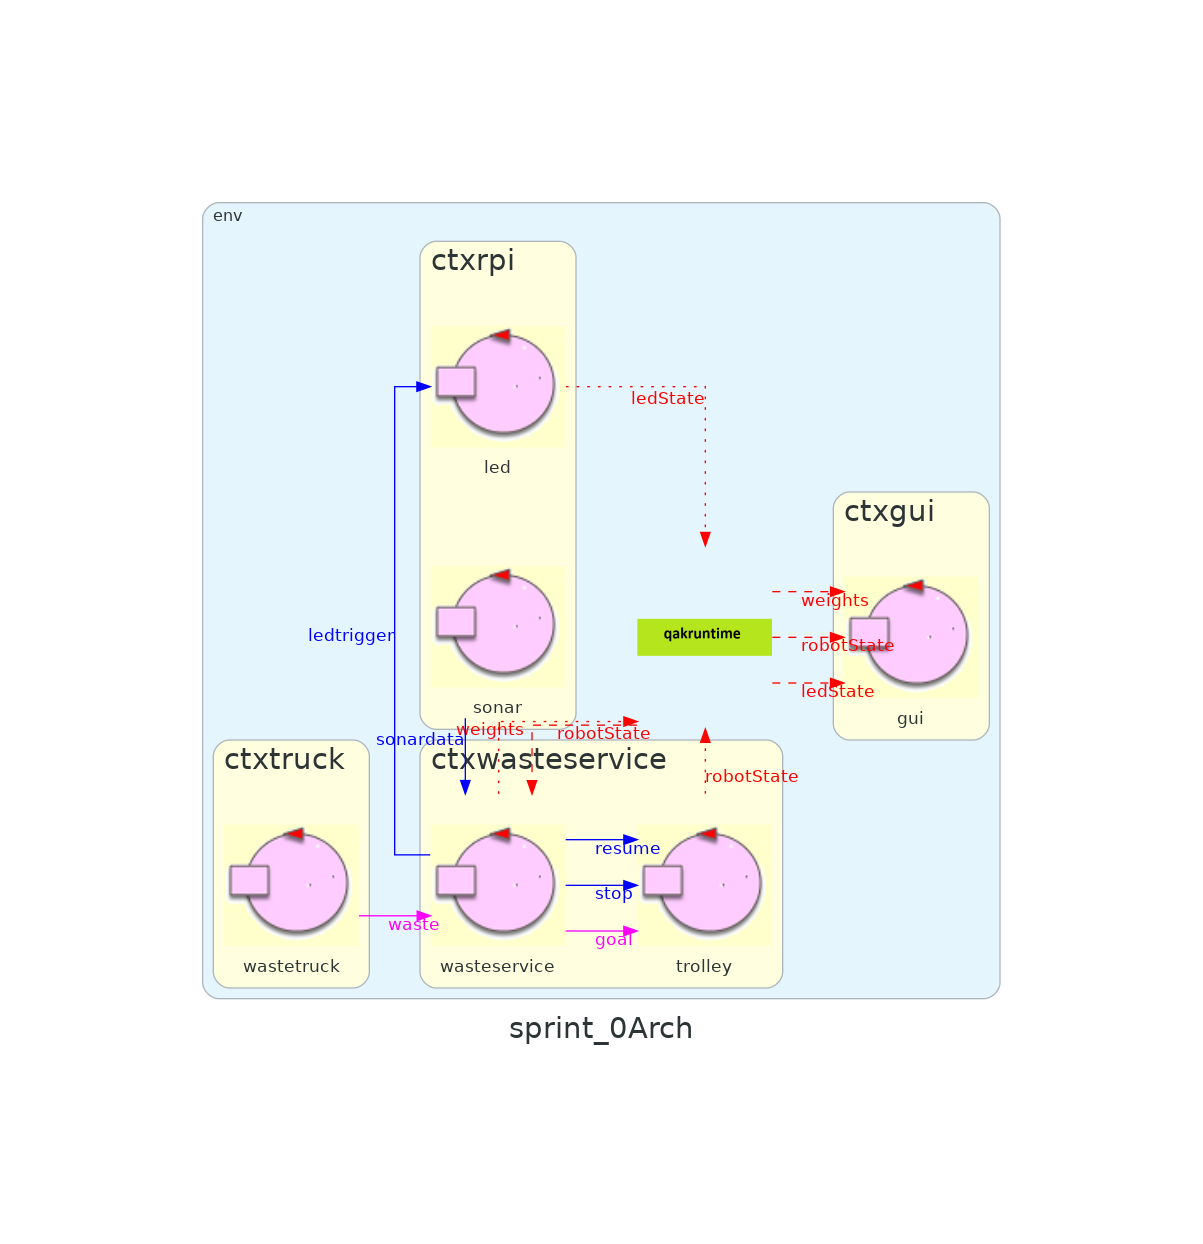 env
ctxrpi
led
ledState
ctxgui
weights
qakruntime
robotState
ledState
gui
ledtrigger
sonar
weights
robotState
sonardata
ctxtruck
ctxwasteservice
robotState
resume
stop
waste
goal
wastetruck
wasteservice
trolley
sprint_0Arch